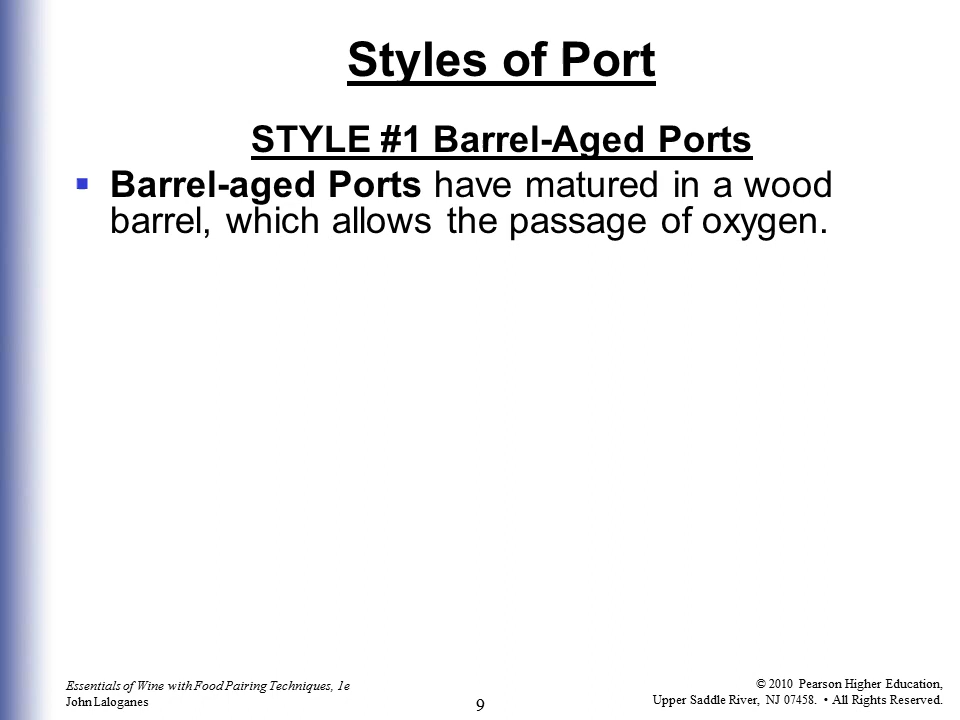 Styles of Port
STYLE #1 Barrel-Aged Ports
Barrel-aged Ports have matured in a wood
barrel, which allows the passage of oxygen.
Essentials of Wine with Food Pairing Techniques, 1e
John Laloganes
9
© 2010 Pearson Higher Education,
Upper Saddle River, NJ 07458. • All Rights Reserved.